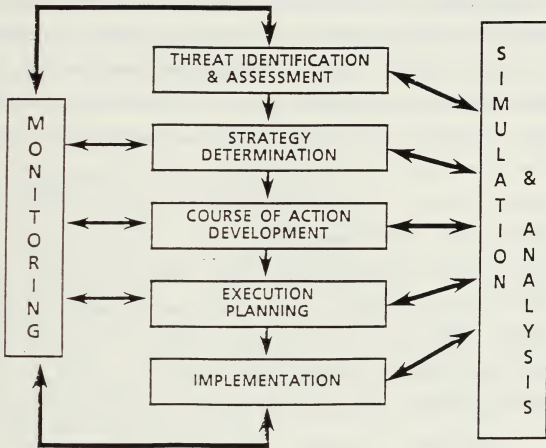 THREAT IDENTIFICATION
& ASSESSMENT
MONITORING
STRATEGY
DETERMINATION
COURSE OF ACTION
DEVELOPMENT
EXECUTION
PLANNING
IMPLEMENTATION
SIMULATION
& ANALYSIS